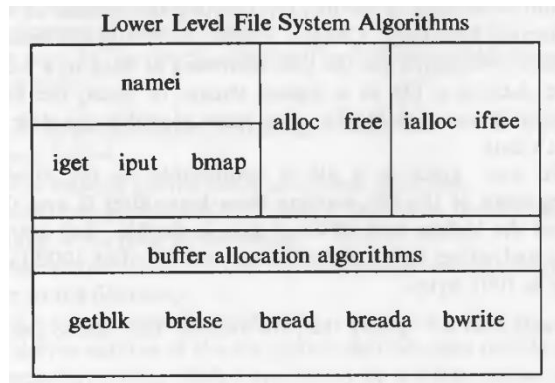 Lower Level File System Algorithms
namei
alloc free ialloc ifree
iget iput bmap
buffer allocation algorithms
getblk brelse bread breada bwrite